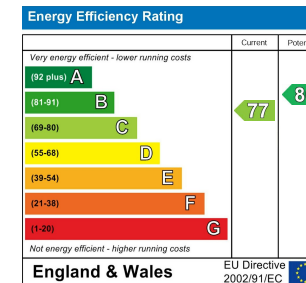 Energy Efficiency Rating
Current Poten
Very energy efficient - lower running costs
(92 plus) A
(81-91) B
(69-80) C
(55-68) D
(39-54) E
(21-38) F
(1-20) G
77
8
Not energy efficient - higher running costs
England & Wales
EU Directive
2002/91/EC